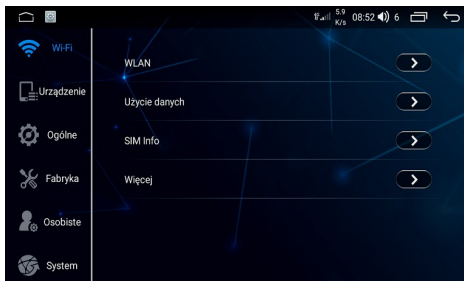 5.9
K/s
08:52
6
Wi-Fi
WLAN
Urządzenie
Użycie danych
Ogólne
SIM Info
Fabryka
Więcej
Osobiste
System